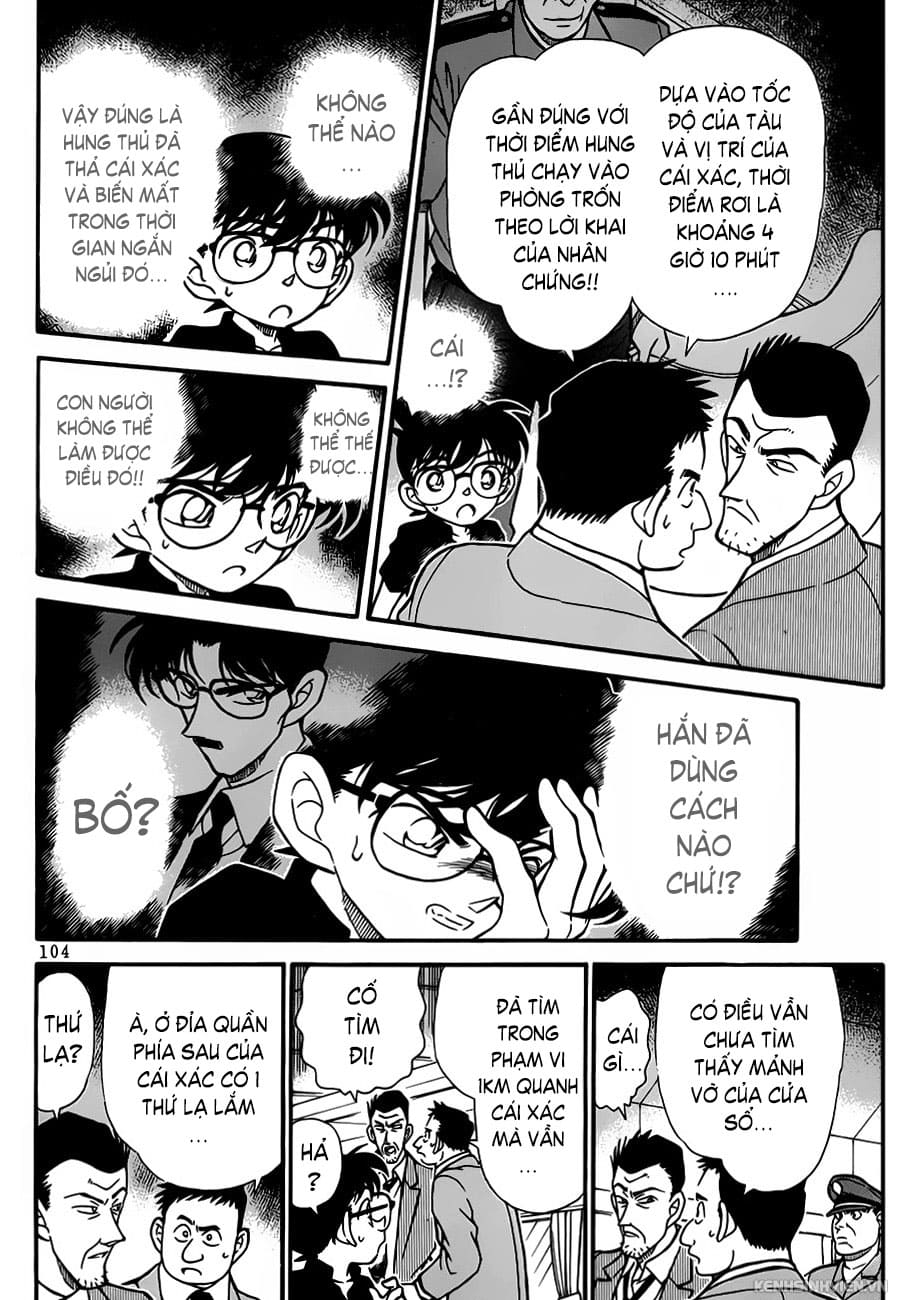 DỰA VÀO TỐC
ĐỘ CỦA TÀU
VÀ VỊ TRÍ CỦA
CÁI XÁC, THỜI
ĐIỂM RƠI LÀ
KHOẢNG 4
GIỜ 10 PHÚT
....
GẦN ĐÚNG VỚI
THỜI ĐIỂM HUNG
THỦ CHẠY VÀO
PHÒNG TRỐN
THEO LỜI KHAI
CỦA NHÂN
CHỨNG!!
CÁI
...!?
KHÔNG
THỂ NÀO
...
VẬY ĐÚNG LÀ
HUNG THỦ ĐÃ
THẢ CÁI XÁC
VÀ BIẾN MẤT
TRONG THỜI
GIAN NGẮN
NGỦI ĐÓ...
KHÔNG
THỂ THẾ
ĐƯỢC...
CON NGƯỜI
KHÔNG THỂ
LÀM ĐƯỢC
ĐIỀU ĐÓ!!
HẮN ĐÃ
DÙNG
CÁCH
NÀO
CHỨ!?
BỐ?
104
CÓ ĐIỀU VẪN
CHƯA TÌM
THẤY MẢNH
VỠ CỦA CỬA
SỔ...
CÁI
GÌ...
ĐÃ TÌM
TRONG
PHẠM VI
1KM QUANH
CÁI XÁC
MÀ VẪN
...
CỐ
TÌM
ĐI!
HẢ
?
À, Ở ĐỈA QUẦN
PHÍA SAU CỦA
CÁI XÁC CÓ 1
THỨ LẠ LẮM
...
THỨ
LẠ?
KENHSINHVIEN.VN